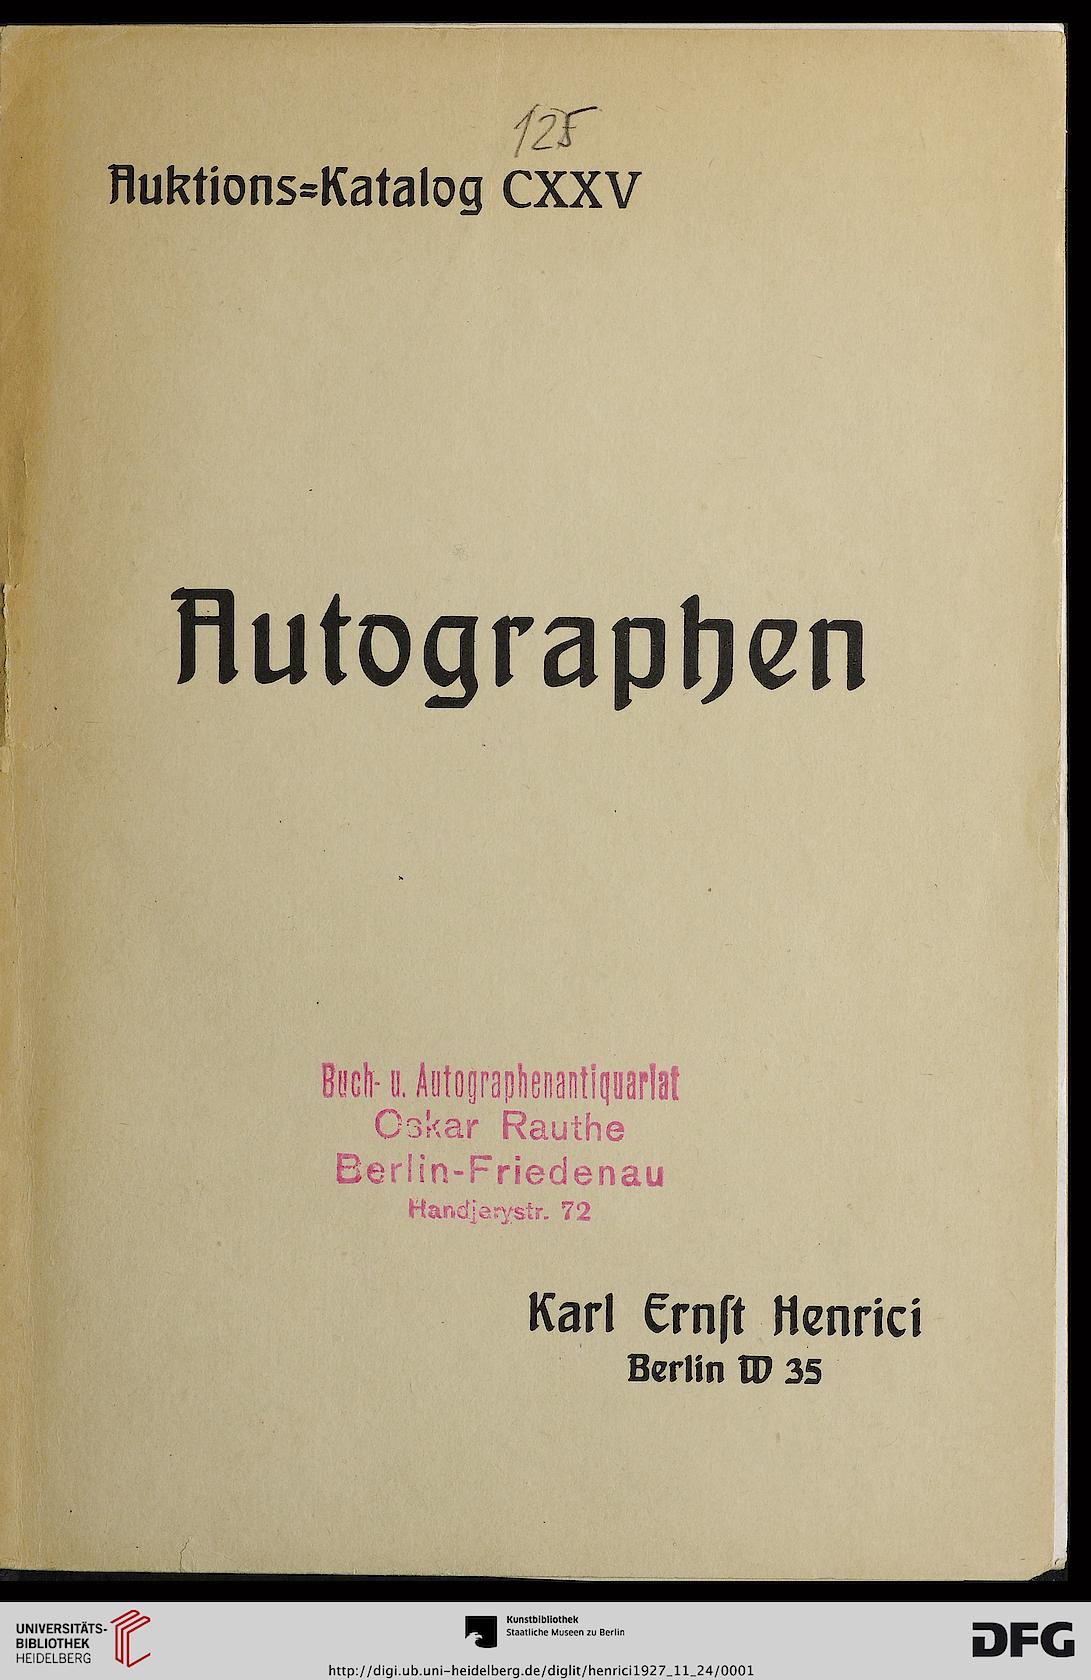 125
Auktions=Katalog CXXV
Autographen
Buch- u. Autographenantiquariat
Oskar Rauthe
Berlin-Friedenau
Handjerystr. 72
Karl Ernſt Henrici
Berlin W 35
UNIVERSITÄTS-
BIBLIOTHEK
HEIDELBERG
Kunstbibliothek
Staatliche Museen zu Berlin
DFG
http://digi.ub.uni-heidelberg.de/diglit/henrici1927_11_24/0001